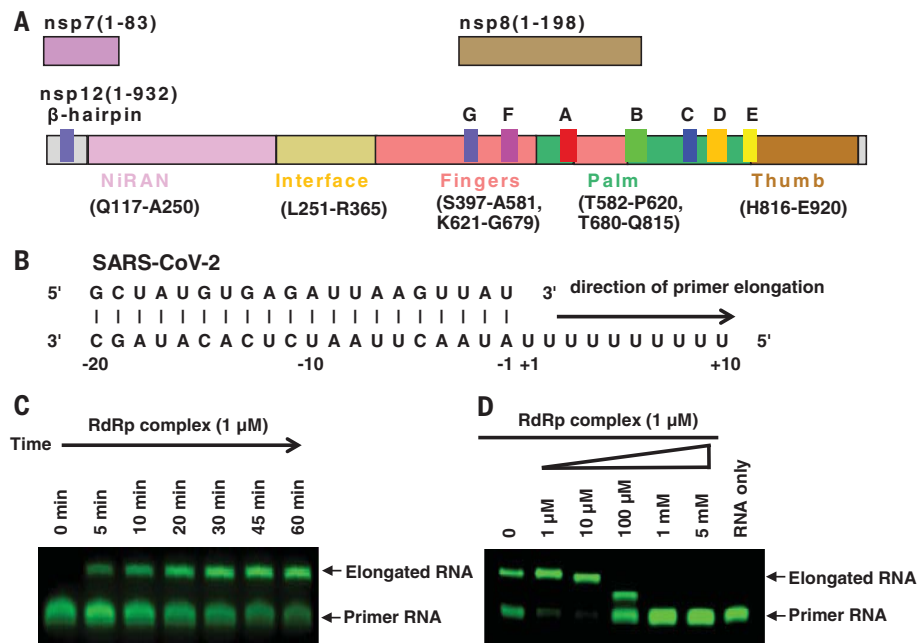 A
nsp7(1-83)
nsp8(1-198)
nsp12(1-932)
β-hairpin
G F A B C D E
NiRAN
(Q117-A250)
Interface
(L251-R365)
Fingers
(S397-A581,
K621-G679)
Palm
(T582-P620,
T680-Q815)
Thumb
(H816-E920)
B
SARS-CoV-2
5' G C U A U G U G A G A U U A A G U U A U 3'
direction of primer elongation
3' C G A U A C A C U C U A A U U C A A U A U U U U U U U U U U 5'
-20 -10 -1 +1 +10
C
RdRp complex (1 µM)
Time
0 min
5 min
10 min
20 min
30 min
45 min
60 min
Elongated RNA
Primer RNA
D
RdRp complex (1 µM)
0
1 µM
10 µM
100 µM
1 mM
5 mM
RNA only
Elongated RNA
Primer RNA